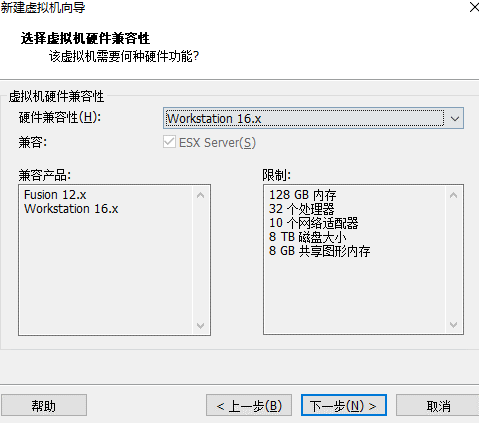 新建虚拟机向导
选择虚拟机硬件兼容性
该虚拟机需要何种硬件功能?
虚拟机硬件兼容性
硬件兼容性(H): Workstation 16.x
兼容: ESX Server(S)
兼容产品:
Fusion 12.x
Workstation 16.x
限制:
128 GB 内存
32 个处理器
10 个网络适配器
8 TB 磁盘大小
8 GB 共享图形内存
帮助 < 上一步(B) 下一步(N) > 取消